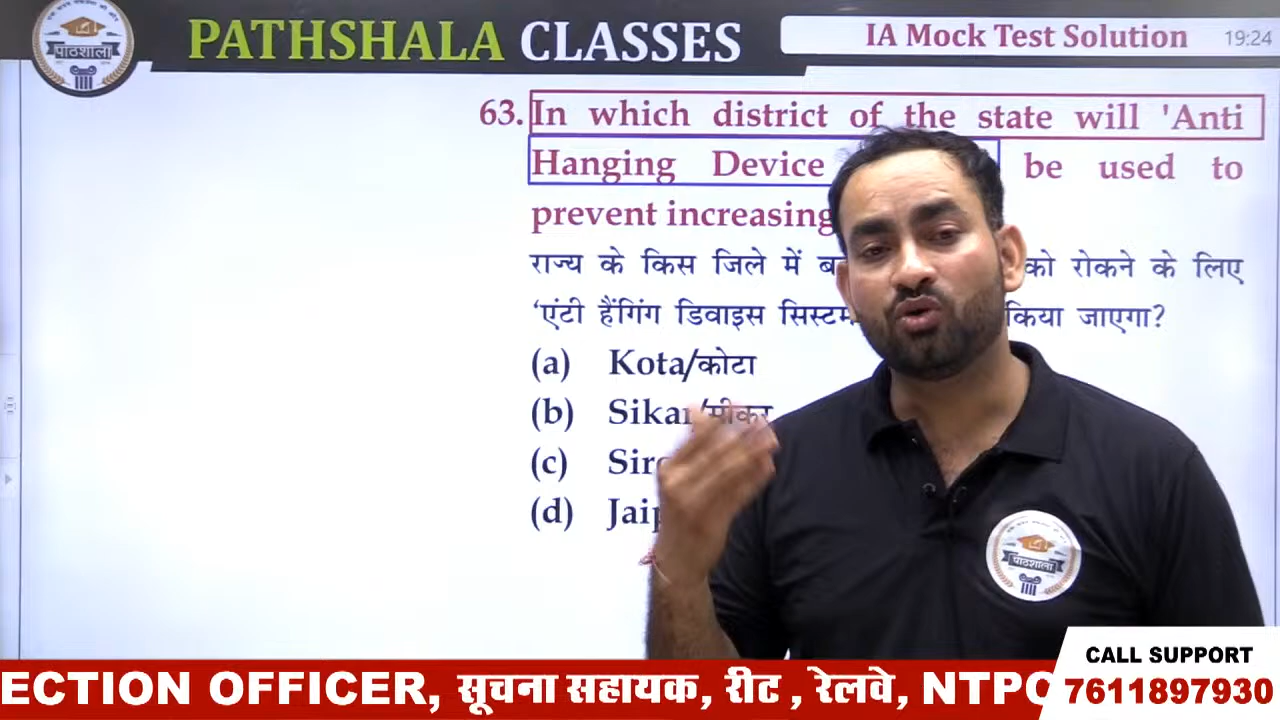 पाठशाला
PATHSHALA CLASSES
IA Mock Test Solution
19:24
63. In which district of the state will 'Anti
Hanging Device be used to
prevent increasing
राज्य के किस जिले में को रोकने के लिए
'एंटी हैंगिंग डिवाइस सिस्टम किया जाएगा?
(a) Kota/कोटा
(b) Sikar/सीकर
(c)
(d)
पाठशाला
ECTION OFFICER, सूचना सहायक, रीट , रेलवे, NTPC
CALL SUPPORT
7611897930